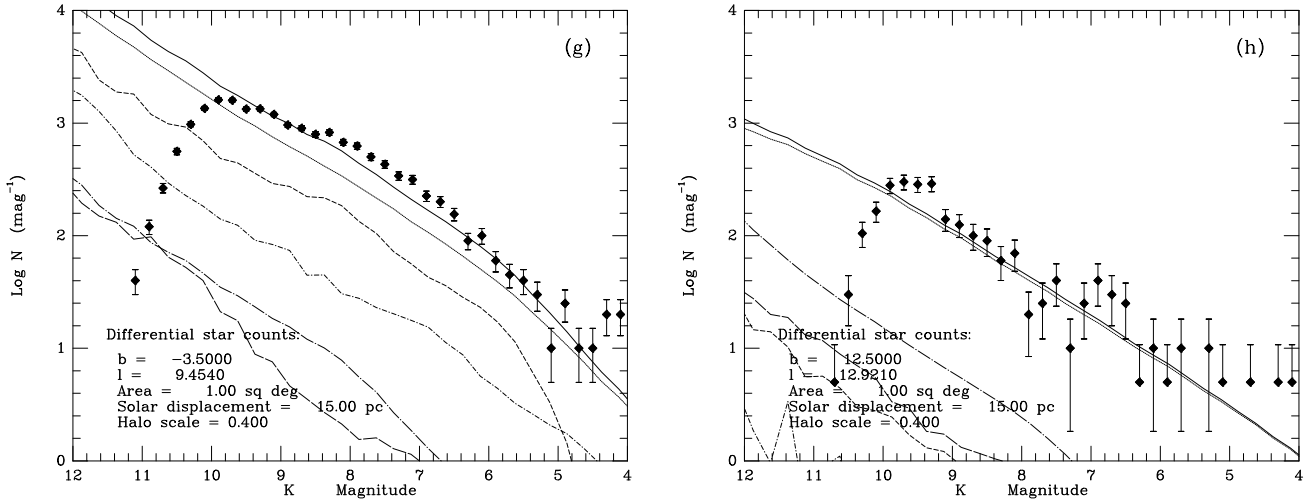 (g)
4
3
2
1
0
Log N (mag⁻¹)
Differential star counts:
b = −3.5000
l = 9.4540
Area = 1.00 sq deg
Solar displacement = 15.00 pc
Halo scale = 0.400
12 11 10 9 8 7 6 5 4
K Magnitude
(h)
4
3
2
1
0
Log N (mag⁻¹)
Differential star counts:
b = 12.5000
l = 12.9210
Area = 1.00 sq deg
Solar displacement = 15.00 pc
Halo scale = 0.400
12 11 10 9 8 7 6 5 4
K Magnitude